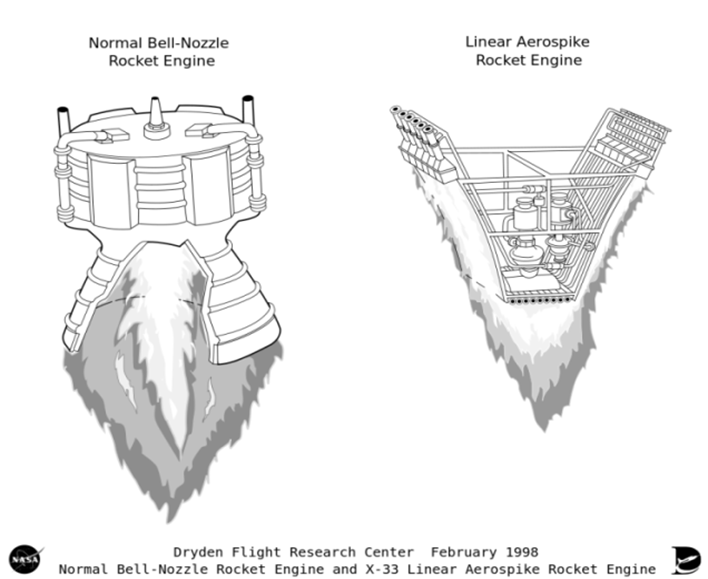 Normal Bell-Nozzle
Rocket Engine
Linear Aerospike
Rocket Engine
NASA
Dryden Flight Research Center  February 1998
Normal Bell-Nozzle Rocket Engine and X-33 Linear Aerospike Rocket Engine
D